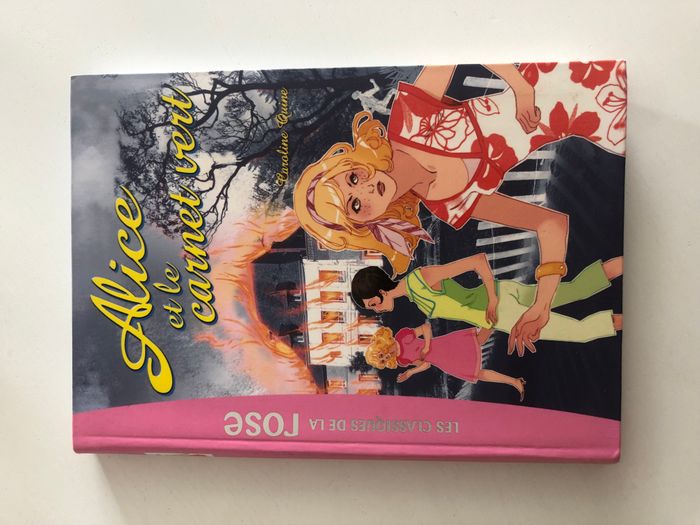 Alice
et le
carnet vert
Caroline Quine
LES CLASSIQUES DE LA rose